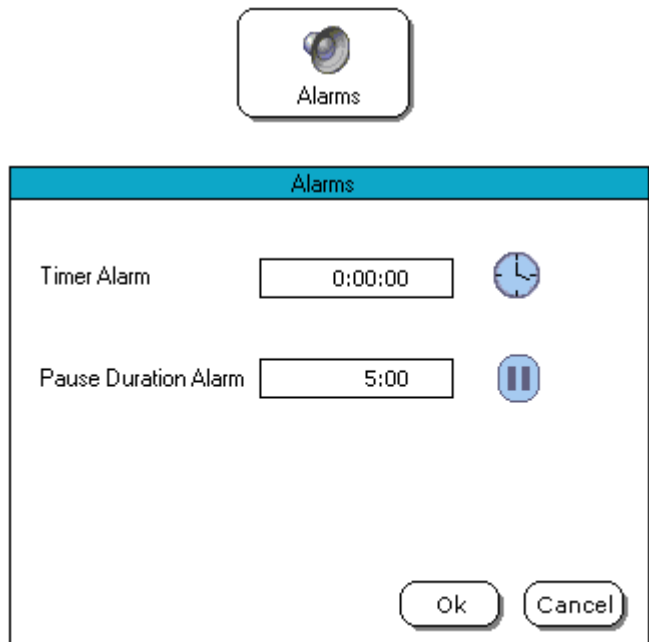 Alarms
Alarms
Timer Alarm 0:00:00
Pause Duration Alarm 5:00
Ok Cancel